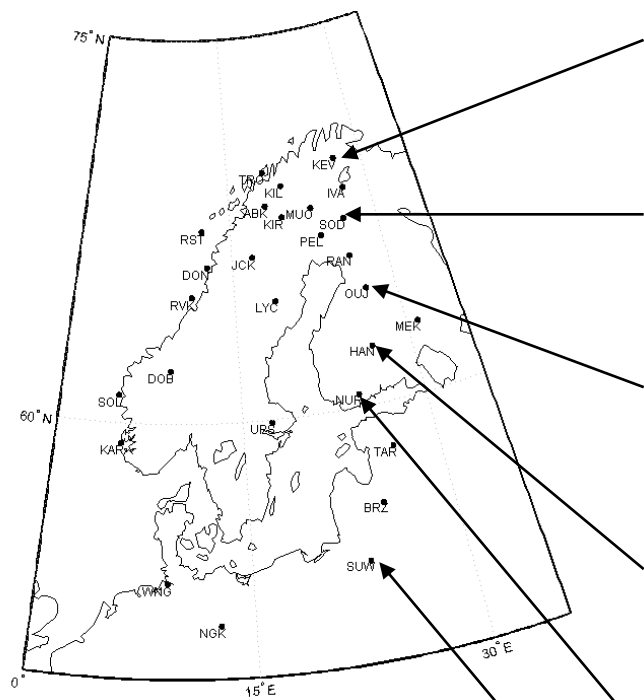 75°N
KEV
TRO
KIL
IVA
ABK
MUO
KIR
SOD
RST
PEL
JCK
RAN
DON
OUJ
RVK
LYC
MEK
HAN
DOB
SOL
NUR
60°N
UPS
KAR
TAR
BRZ
SUW
WNG
NGK
30°E
0°
15°E